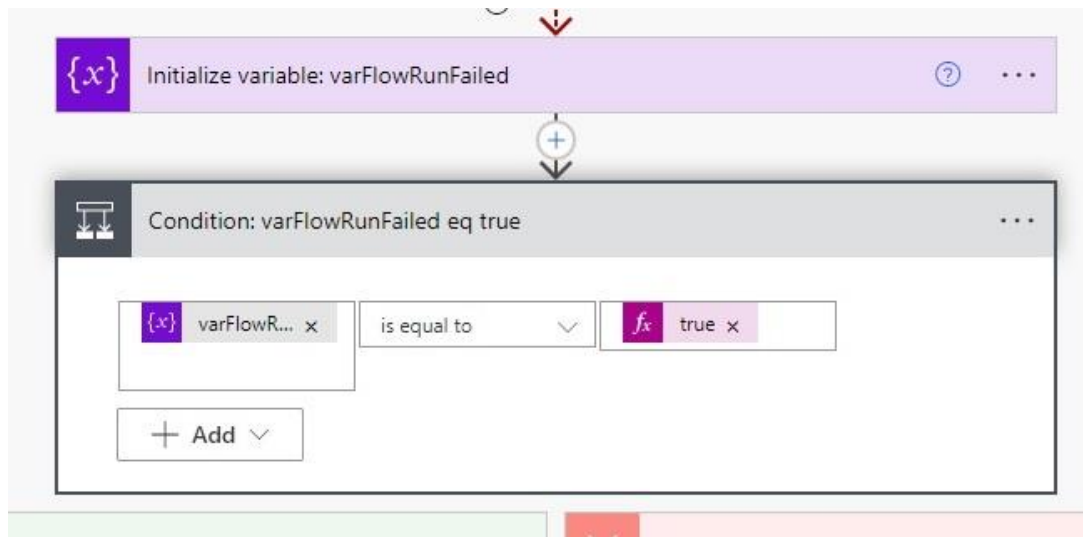 {x} Initialize variable: varFlowRunFailed ? ...
Condition: varFlowRunFailed eq true ...
{x} varFlowR... x is equal to fx true x
+ Add